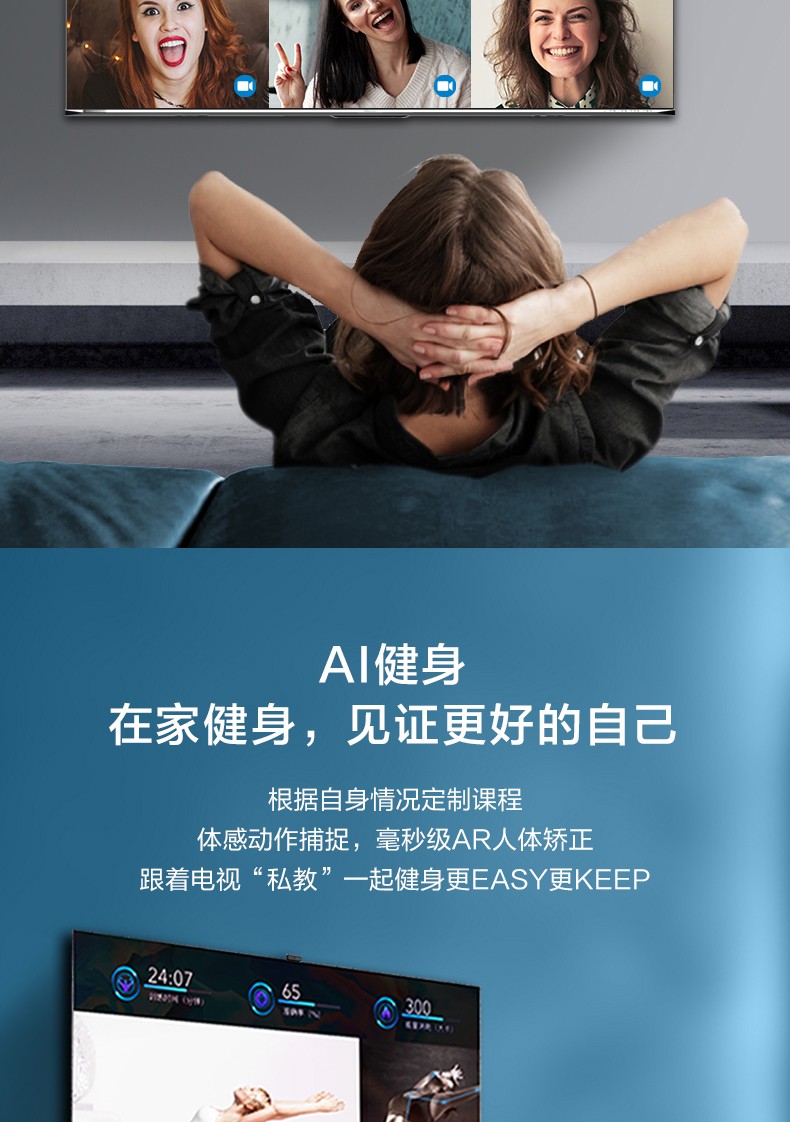 AI健身
在家健身，见证更好的自己
根据自身情况定制课程
体感动作捕捉，毫秒级AR人体矫正
跟着电视“私教”一起健身更EASY更KEEP
24:07
65
300